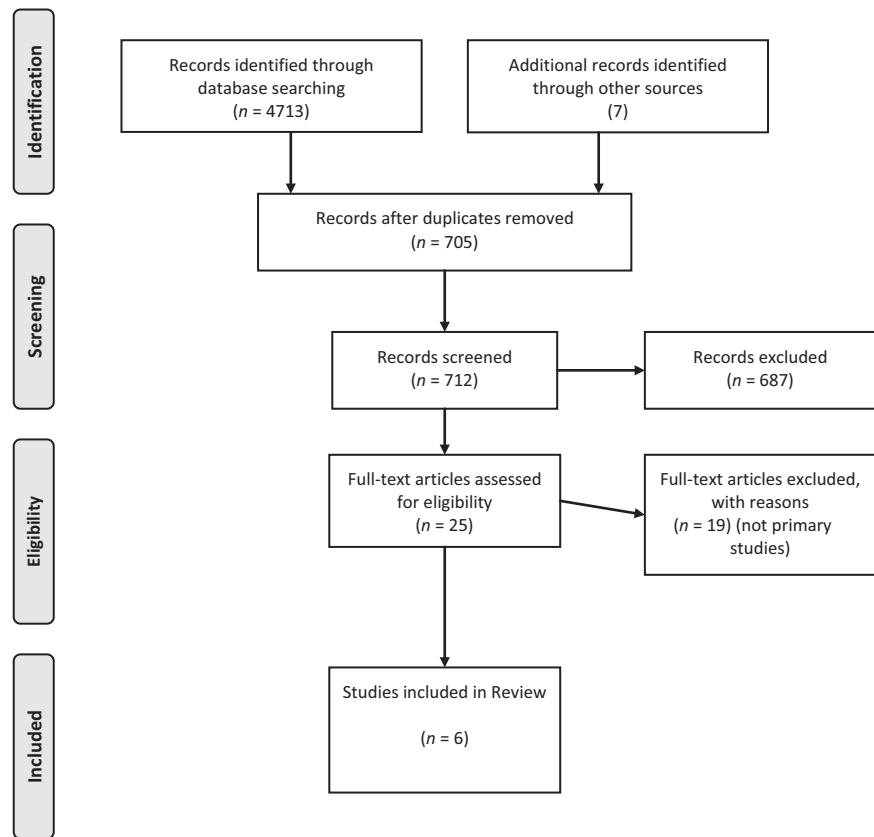 Identification
Records identified through
database searching
(n = 4713)
Additional records identified
through other sources
(7)
Records after duplicates removed
(n = 705)
Screening
Records screened
(n = 712)
Records excluded
(n = 687)
Eligibility
Full-text articles assessed
for eligibility
(n = 25)
Full-text articles excluded,
with reasons
(n = 19) (not primary
studies)
Included
Studies included in Review
(n = 6)